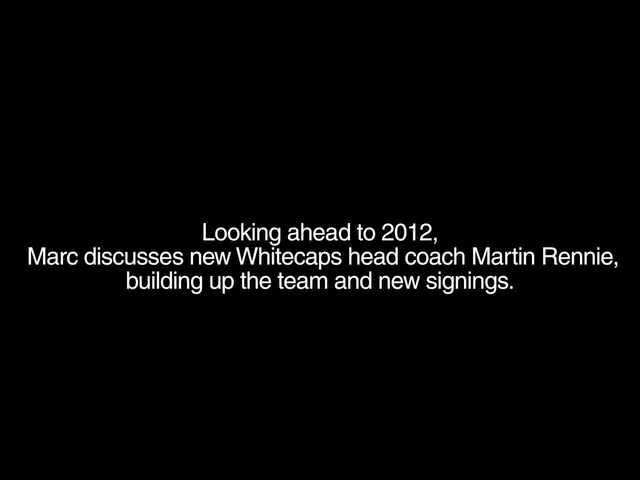 Looking ahead to 2012,
Marc discusses new Whitecaps head coach Martin Rennie,
building up the team and new signings.